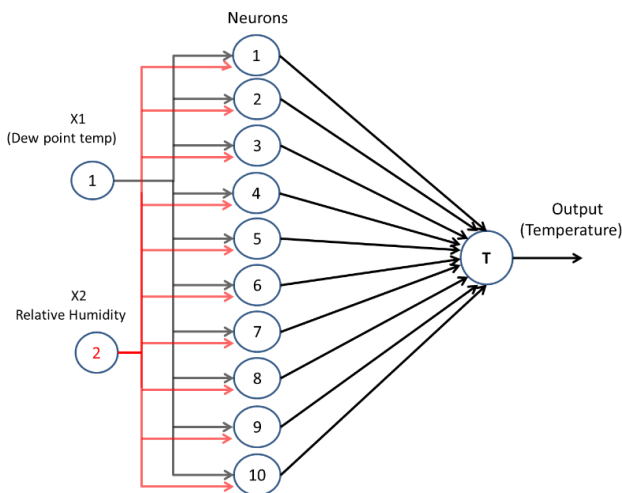 Neurons
1
2
3
4
5
6
7
8
9
10
X1
(Dew point temp)
1
X2
Relative Humidity
2
T
Output
(Temperature)